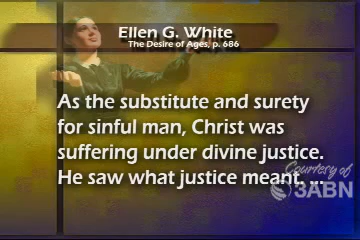 Ellen G. White
The Desire of Ages, p. 686
As the substitute and surety
for sinful man, Christ was
suffering under divine justice.
He saw what justice meant. ...
Courtesy of
3ABN